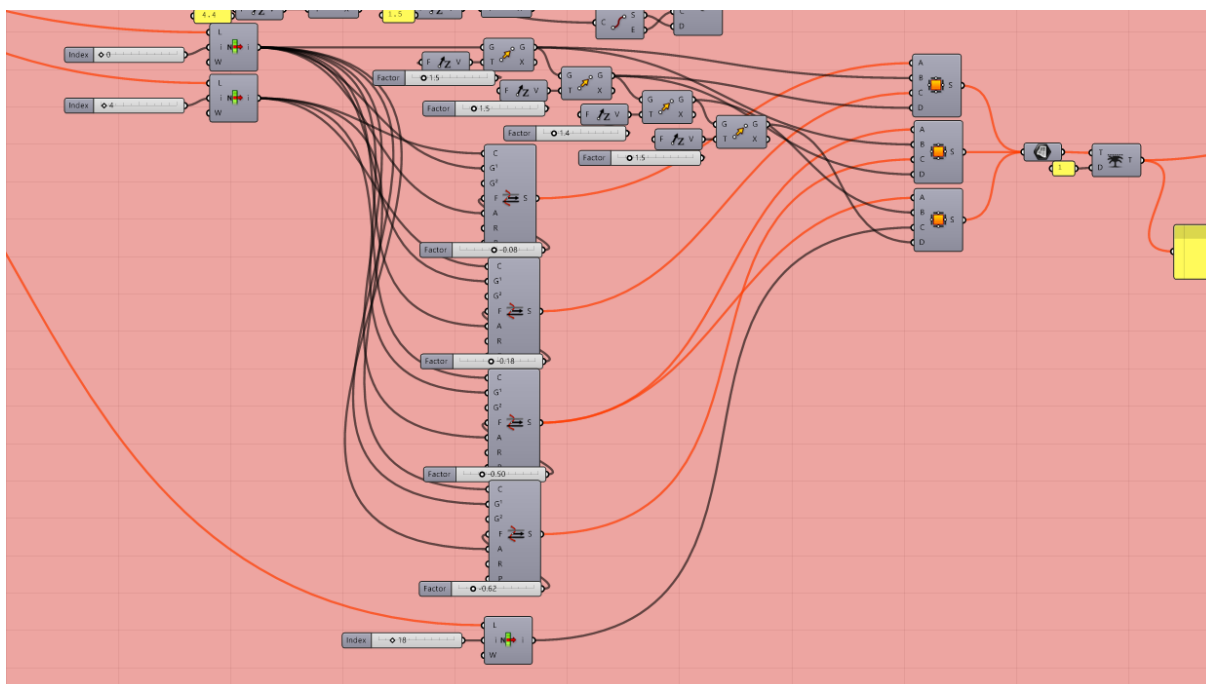 4.4
1.5
C
S
E
D
L
i
N
i
W
Index
0
L
i
N
i
W
Index
4
G
T
G
X
F
Z
V
Factor
1.5
G
T
G
X
F
Z
V
Factor
1.5
G
T
G
X
F
Z
V
Factor
1.4
G
T
G
X
F
Z
V
Factor
1.5
A
B
C
D
S
A
B
C
D
S
A
B
C
D
S
1
T
D
T
C
G¹
G²
F
A
R
S
Factor
-0.08
C
G¹
G²
F
A
R
S
Factor
-0.18
C
G¹
G²
F
A
R
S
Factor
-0.50
C
G¹
G²
F
A
R
P
S
Factor
-0.62
L
i
N
i
W
Index
18